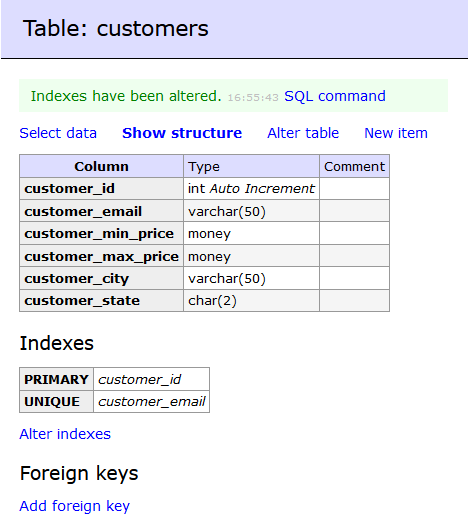 Table: customers
Indexes have been altered. 16:55:43 SQL command
Select data Show structure Alter table New item
Column Type Comment
customer_id int Auto Increment
customer_email varchar(50)
customer_min_price money
customer_max_price money
customer_city varchar(50)
customer_state char(2)
Indexes
PRIMARY customer_id
UNIQUE customer_email
Alter indexes
Foreign keys
Add foreign key